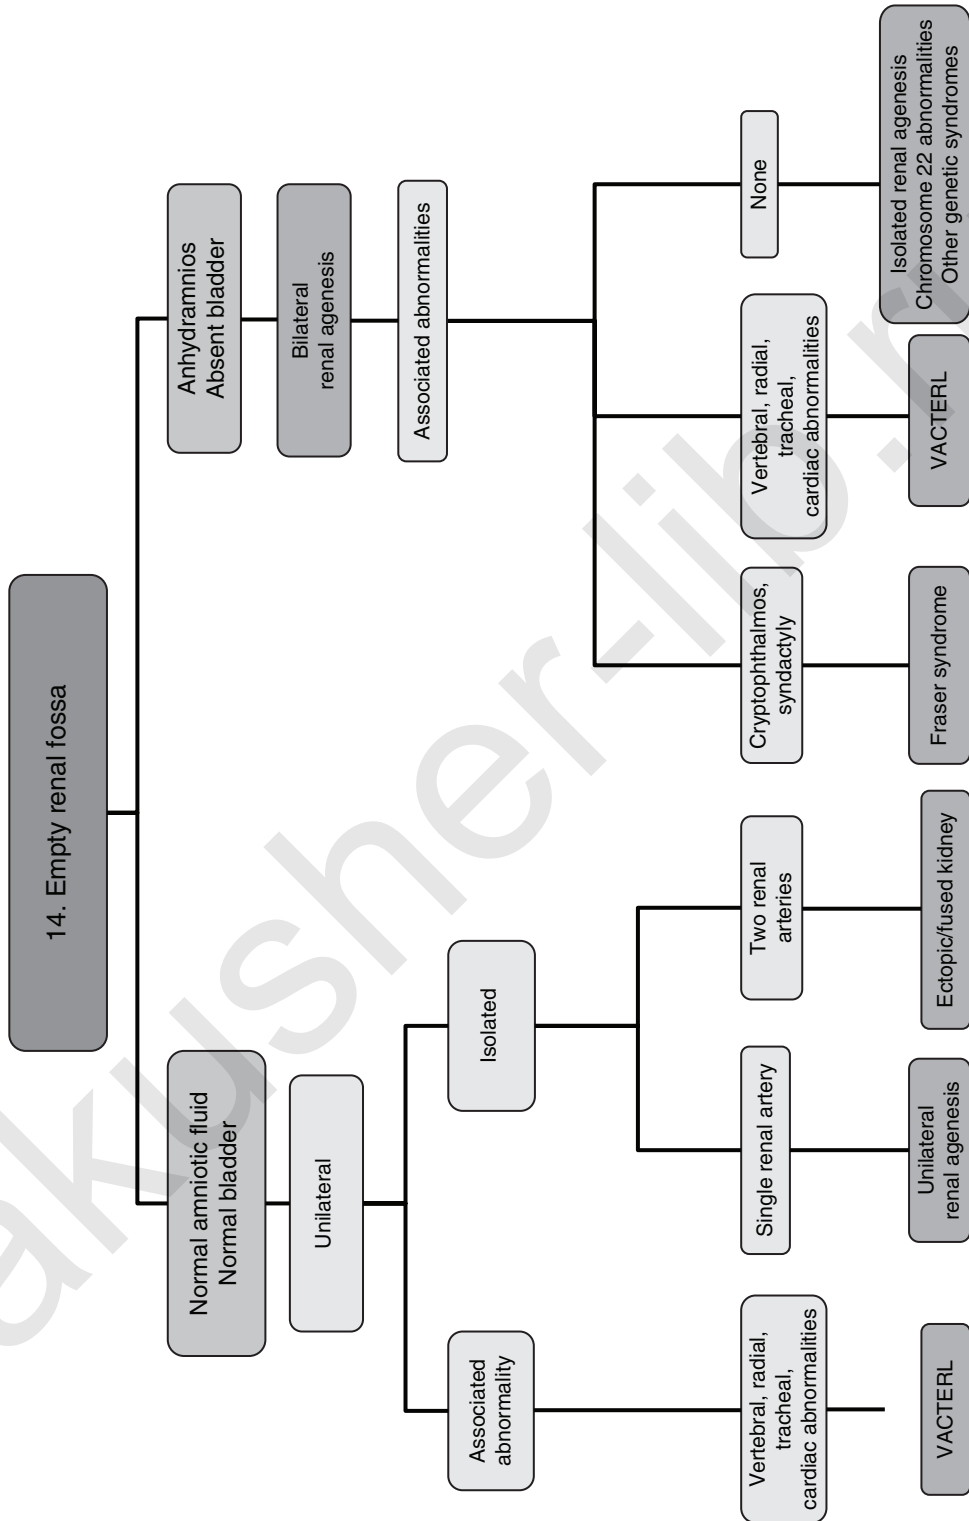 14. Empty renal fossa
Normal amniotic fluid
Normal bladder
Anhydramnios
Absent bladder
Unilateral
Bilateral
renal agenesis
Associated
abnormality
Isolated
Associated abnormalities
Vertebral, radial,
tracheal,
cardiac abnormalities
Single renal artery
Two renal
arteries
Cryptophthalmos,
syndactyly
Vertebral, radial,
tracheal,
cardiac abnormalities
None
VACTERL
Unilateral
renal agenesis
Ectopic/fused kidney
Fraser syndrome
VACTERL
Isolated renal agenesis
Chromosome 22 abnormalities
Other genetic syndromes